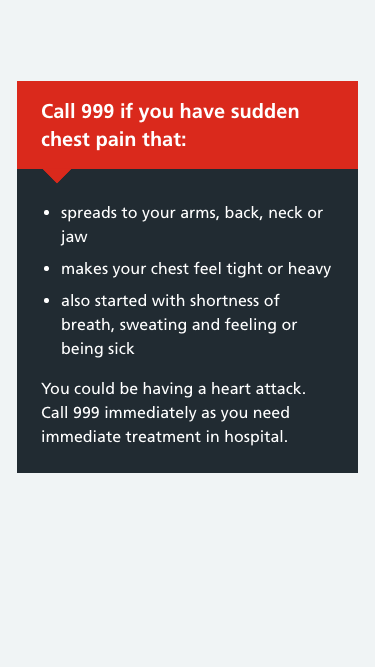 Call 999 if you have sudden
chest pain that:
• spreads to your arms, back, neck or
jaw
• makes your chest feel tight or heavy
• also started with shortness of
breath, sweating and feeling or
being sick
You could be having a heart attack.
Call 999 immediately as you need
immediate treatment in hospital.